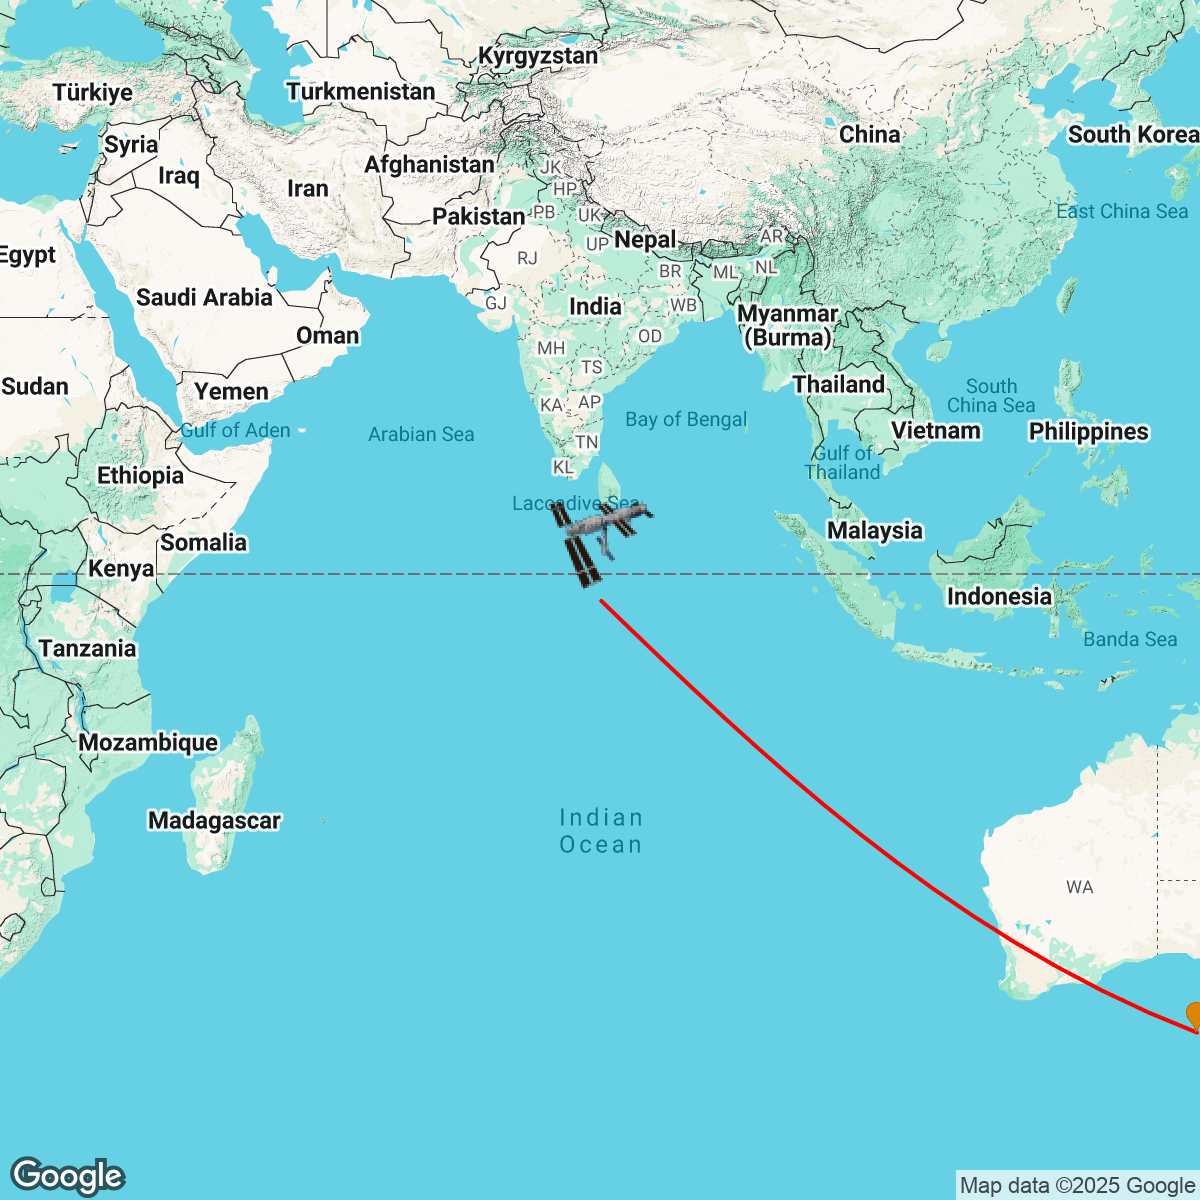 Kyrgyzstan
Türkiye
Turkmenistan
China
South Korea
Syria
Afghanistan
JK
Iraq
Iran
HP
Pakistan
PB
UK
East China Sea
Nepal
AR
UP
Egypt
RJ
BR
ML
NL
Saudi Arabia
GJ
India
WB
Myanmar
(Burma)
Oman
OD
MH
TS
Sudan
Yemen
Thailand
South
China Sea
KA
AP
Bay of Bengal
Gulf of Aden
Arabian Sea
Vietnam
Philippines
TN
Gulf of
Thailand
KL
Ethiopia
Laccadive Sea
Malaysia
Somalia
Kenya
Indonesia
Banda Sea
Tanzania
Mozambique
Madagascar
Indian
Ocean
WA
Google
Map data ©2025 Google